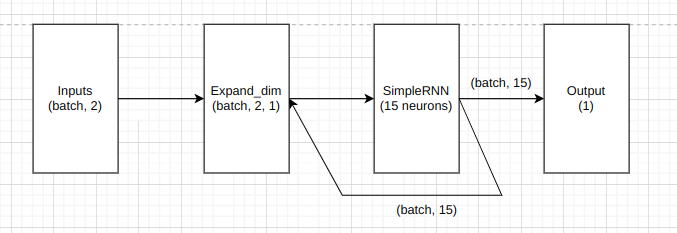 Inputs
(batch, 2)
Expand_dim
(batch, 2, 1)
SimpleRNN
(15 neurons)
(batch, 15)
Output
(1)
(batch, 15)